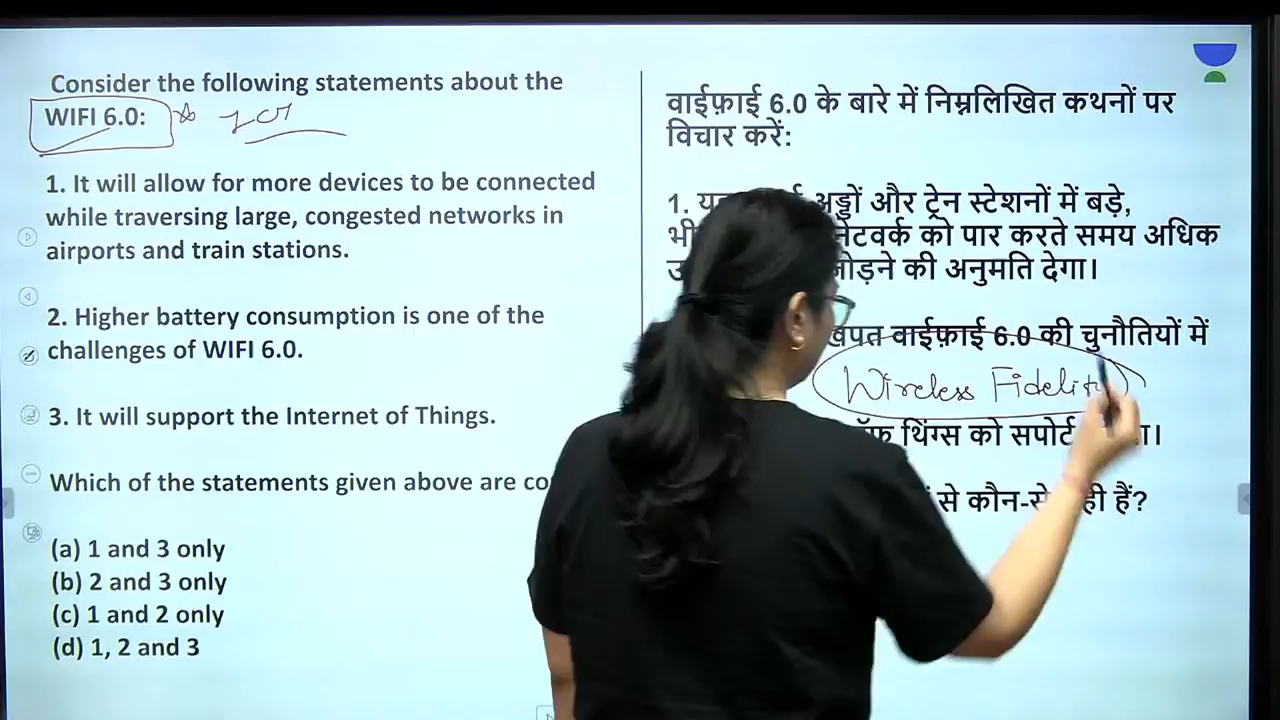 Consider the following statements about the
WIFI 6.0:
1. It will allow for more devices to be connected
while traversing large, congested networks in
airports and train stations.
2. Higher battery consumption is one of the
challenges of WIFI 6.0.
3. It will support the Internet of Things.
Which of the statements given above are
(a) 1 and 3 only
(b) 2 and 3 only
(c) 1 and 2 only
(d) 1, 2 and 3
वाईफ़ाई 6.0 के बारे में निम्नलिखित कथनों पर
विचार करें:
1. अड्डों और ट्रेन स्टेशनों में बड़े,
नेटवर्क को पार करते समय अधिक
जोड़ने की अनुमति देगा।
खपत वाईफ़ाई 6.0 की चुनौतियों में
Wireless Fidelity
ऑफ थिंग्स को सपोर्ट
से कौन-से हैं?